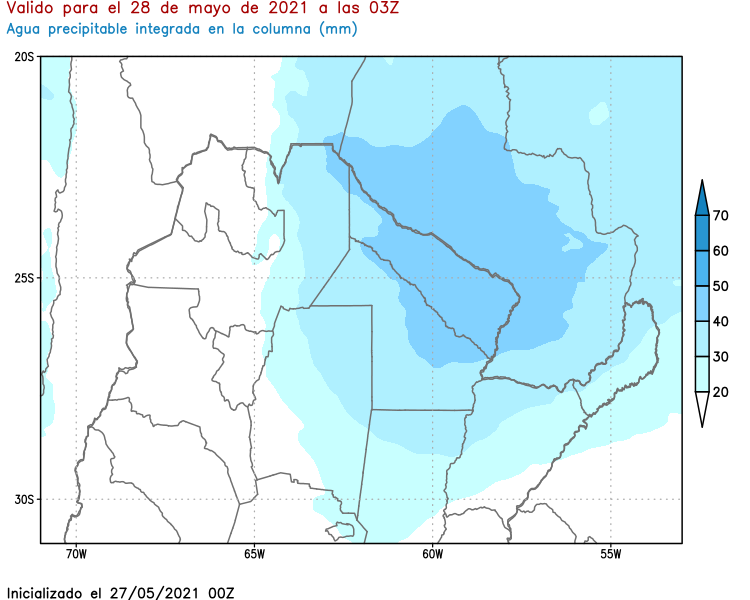 Valido para el 28 de mayo de 2021 a las 03Z
Agua precipitable integrada en la columna (mm)
20S
25S
30S
70W
65W
60W
55W
70
60
50
40
30
20
Inicializado el 27/05/2021 00Z